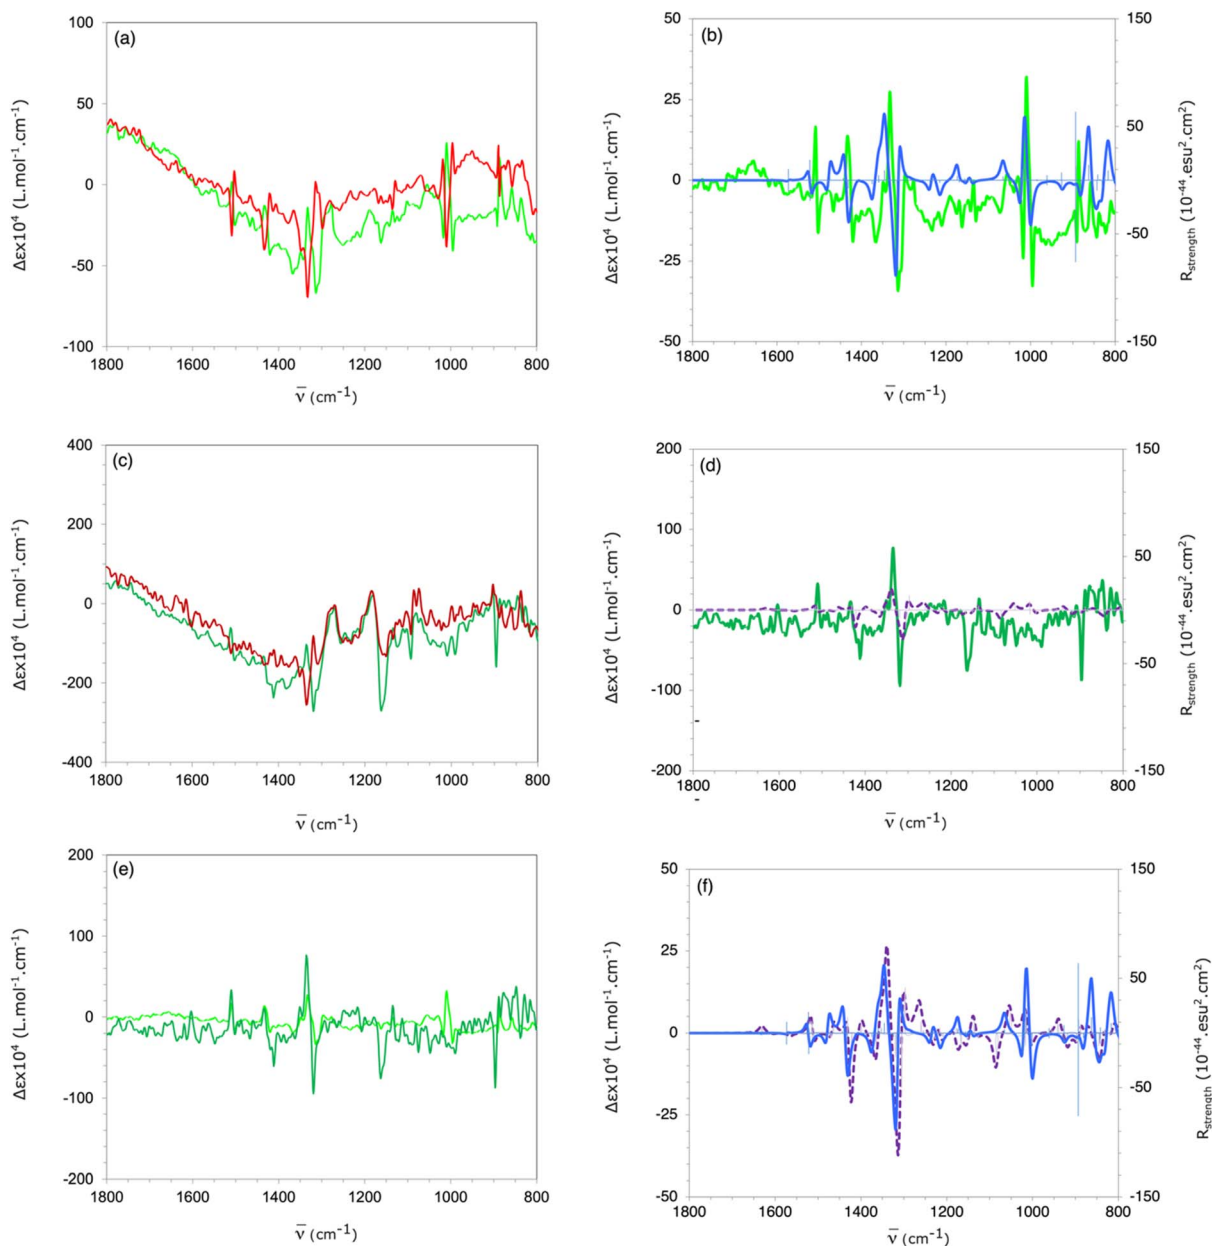 (a)
100
50
0
-50
-100
Δεx10⁴ (L.mol⁻¹.cm⁻¹)
1800 1600 1400 1200 1000 800
ν̅ (cm⁻¹)
(b)
50
25
0
-25
-50
Δεx10⁴ (L.mol⁻¹.cm⁻¹)
150
50
-50
-150
R_strength (10⁻⁴⁴.esu².cm²)
1800 1600 1400 1200 1000 800
ν̅ (cm⁻¹)
(c)
400
200
0
-200
-400
Δεx10⁴ (L.mol⁻¹.cm⁻¹)
1800 1600 1400 1200 1000 800
ν̅ (cm⁻¹)
(d)
200
100
0
-100
-
-200
-
Δεx10⁴ (L.mol⁻¹.cm⁻¹)
150
50
-50
-150
R_strength (10⁻⁴⁴.esu².cm²)
1800 1600 1400 1200 1000 800
ν̅ (cm⁻¹)
(e)
200
100
0
-100
-200
Δεx10⁴ (L.mol⁻¹.cm⁻¹)
1800 1600 1400 1200 1000 800
ν̅ (cm⁻¹)
(f)
50
25
0
-25
-50
Δεx10⁴ (L.mol⁻¹.cm⁻¹)
150
50
-50
-150
R_strength (10⁻⁴⁴.esu².cm²)
1800 1600 1400 1200 1000 800
ν̅ (cm⁻¹)